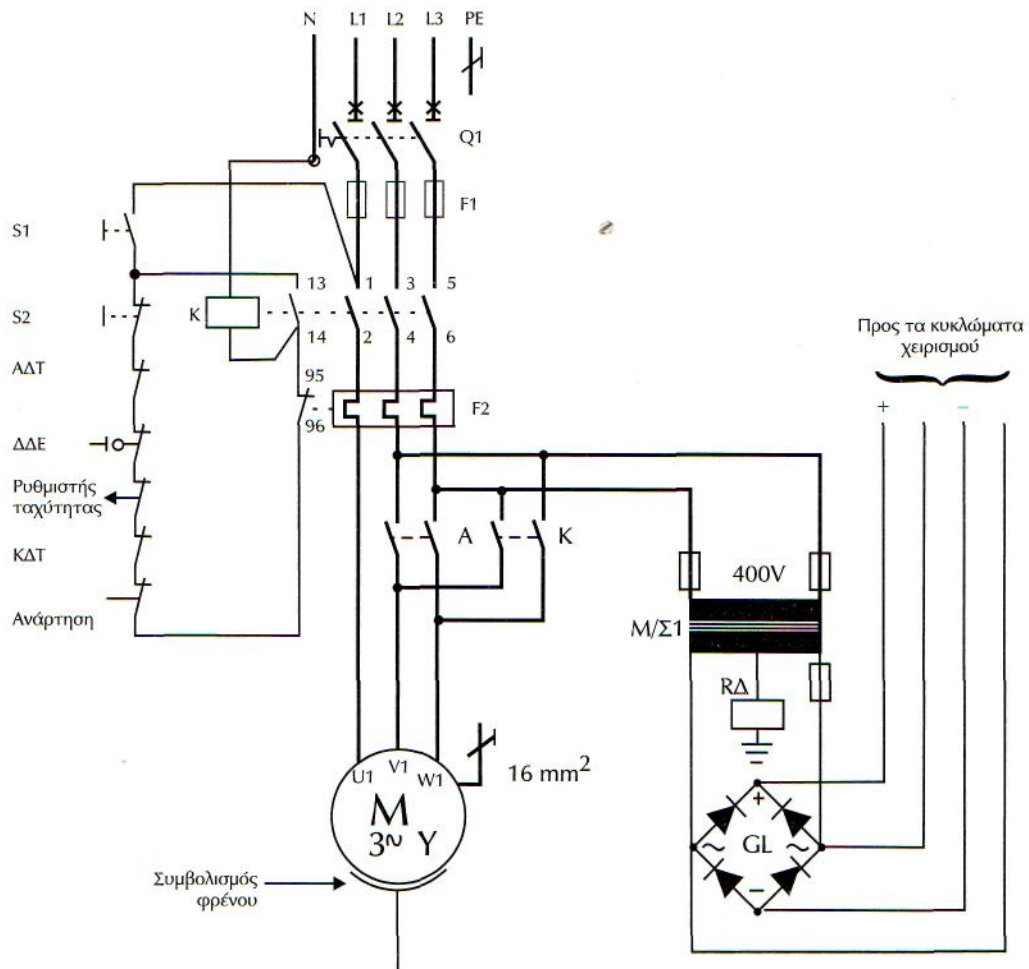 N
L1
L2
L3
PE
Q1
F1
S1
13
1
3
5
S2
K
14
2
4
6
ΑΔΤ
95
96
F2
ΔΔΕ
Ρυθμιστής
ταχύτητας
ΚΔΤ
Ανάρτηση
A
K
Προς τα κυκλώματα
χειρισμού
+
−
400V
Μ/Σ1
RΔ
U1
V1
W1
16 mm²
M
3~ Y
+
~ GL ~
−
Συμβολισμός
φρένου